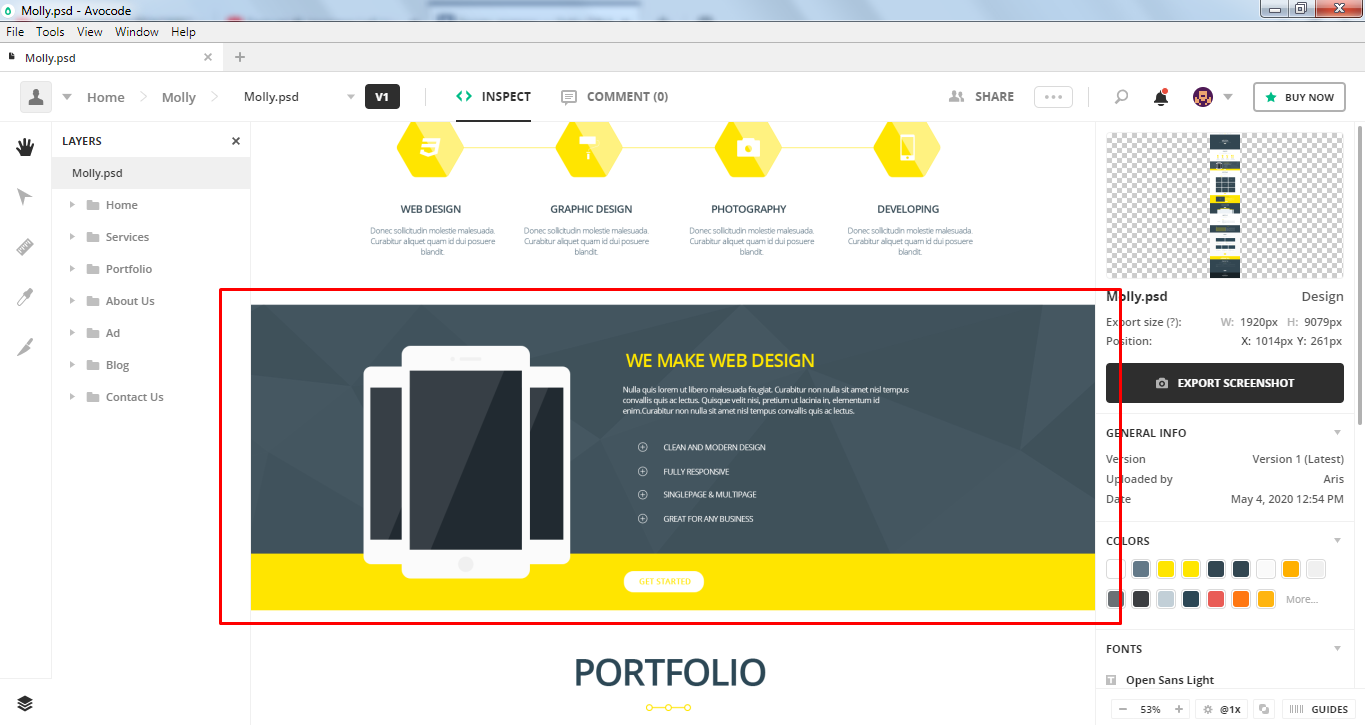 Molly.psd - Avocode
File Tools View Window Help
Molly.psd
Home Molly Molly.psd V1 INSPECT COMMENT (0) SHARE BUY NOW
LAYERS
Molly.psd
Home
Services
Portfolio
About Us
Ad
Blog
Contact Us
WEB DESIGN GRAPHIC DESIGN PHOTOGRAPHY DEVELOPING
Donec sollicitudin molestie malesuada. Donec sollicitudin molestie malesuada. Donec sollicitudin molestie malesuada. Donec sollicitudin molestie malesuada.
Curabitur aliquet quam id dui posuere Curabitur aliquet quam id dui posuere Curabitur aliquet quam id dui posuere Curabitur aliquet quam id dui posuere
blandit. blandit. blandit. blandit.
WE MAKE WEB DESIGN
Nulla quis lorem ut libero malesuada feugiat. Curabitur non nulla sit amet nisl tempus
convallis quis ac lectus. Quisque velit nisi, pretium ut lacinia in, elementum id
enim.Curabitur non nulla sit amet nisl tempus convallis quis ac lectus.
CLEAN AND MODERN DESIGN
FULLY RESPONSIVE
SINGLEPAGE & MULTIPAGE
GREAT FOR ANY BUSINESS
GET STARTED
PORTFOLIO
Molly.psd Design
Export size (?): W: 1920px H: 9079px
Position: X: 1014px Y: 261px
EXPORT SCREENSHOT
GENERAL INFO
Version Version 1 (Latest)
Uploaded by Aris
Date May 4, 2020 12:54 PM
COLORS
More...
FONTS
T Open Sans Light
53% @1x GUIDES